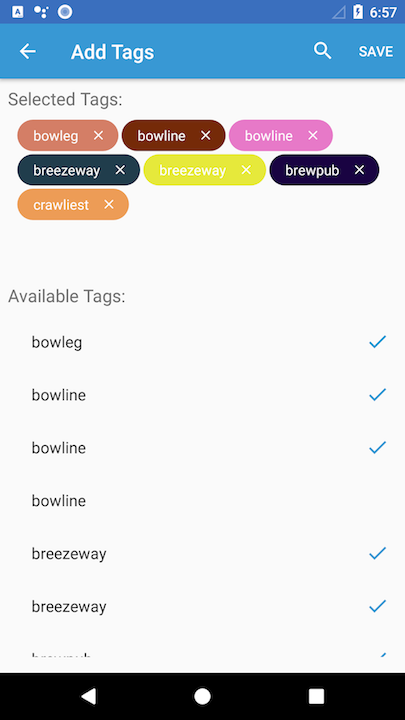 6:57
Add Tags SAVE
Selected Tags:
bowleg bowline bowline
breezeway breezeway brewpub
crawliest
Available Tags:
bowleg
bowline
bowline
bowline
breezeway
breezeway
brewpub